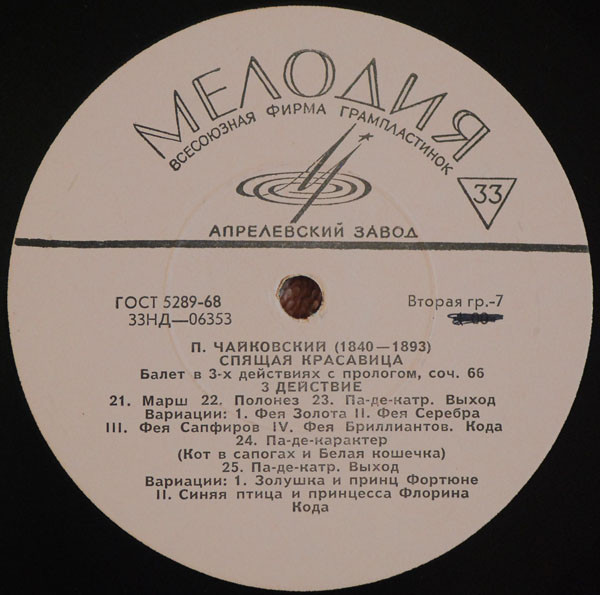 МЕЛОДИЯ
ВСЕСОЮЗНАЯ ФИРМА ГРАМПЛАСТИНОК
33
АПРЕЛЕВСКИЙ ЗАВОД
ГОСТ 5289-68
Вторая гр.-7
33НД—06353
П. ЧАЙКОВСКИЙ (1840—1893)
СПЯЩАЯ КРАСАВИЦА
Балет в 3-х действиях с прологом, соч. 66
3 ДЕЙСТВИЕ
21. Марш 22. Полонез 23. Па-де-катр. Выход
Вариации: 1. Фея Золота II. Фея Серебра
III. Фея Сапфиров IV. Фея Бриллиантов. Кода
24. Па-де-карактер
(Кот в сапогах и Белая кошечка)
25. Па-де-катр. Выход
Вариации: 1. Золушка и принц Фортюне
II. Синяя птица и принцесса Флорина
Кода